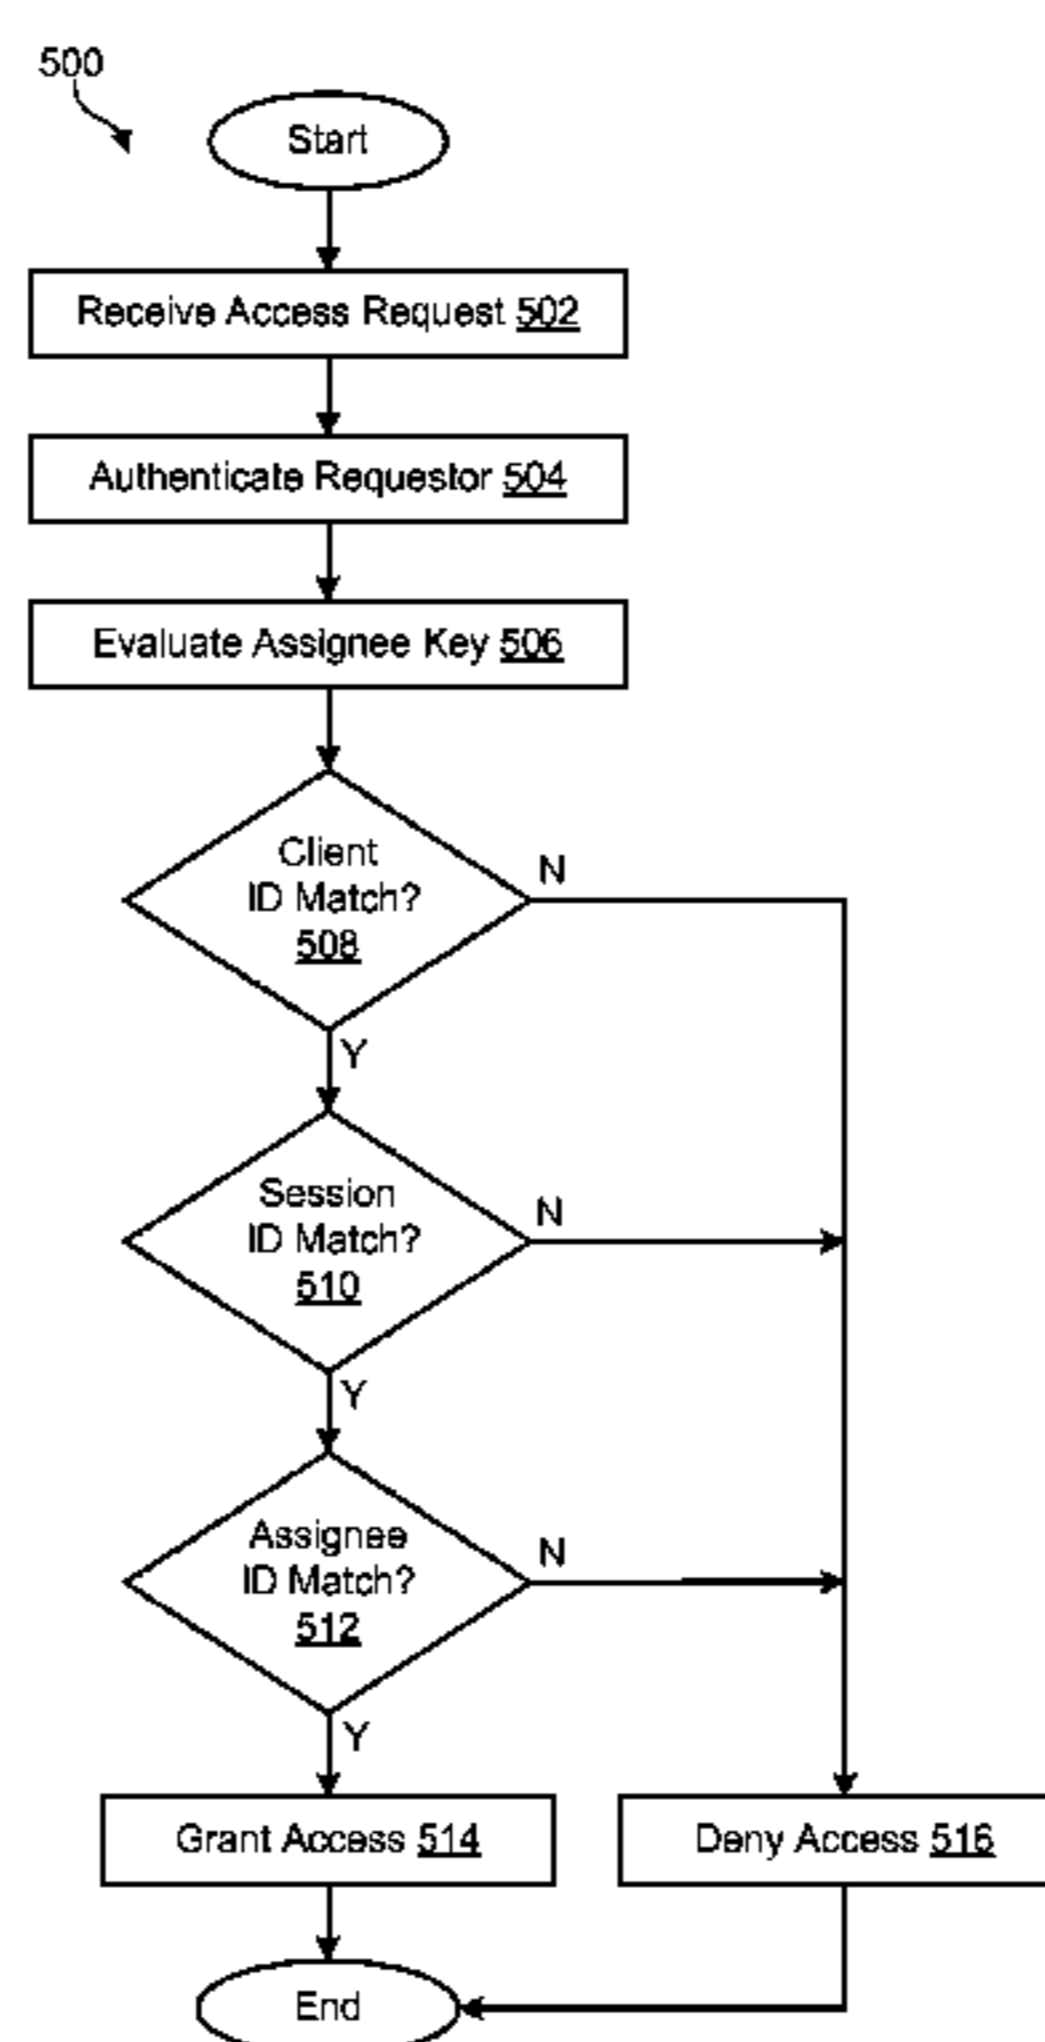 500
Start
Receive Access Request 502
Authenticate Requestor 504
Evaluate Assignee Key 506
Client
ID Match?
508
N
Y
Session
ID Match?
510
N
Y
Assignee
ID Match?
512
N
Y
Grant Access 514
Deny Access 516
End